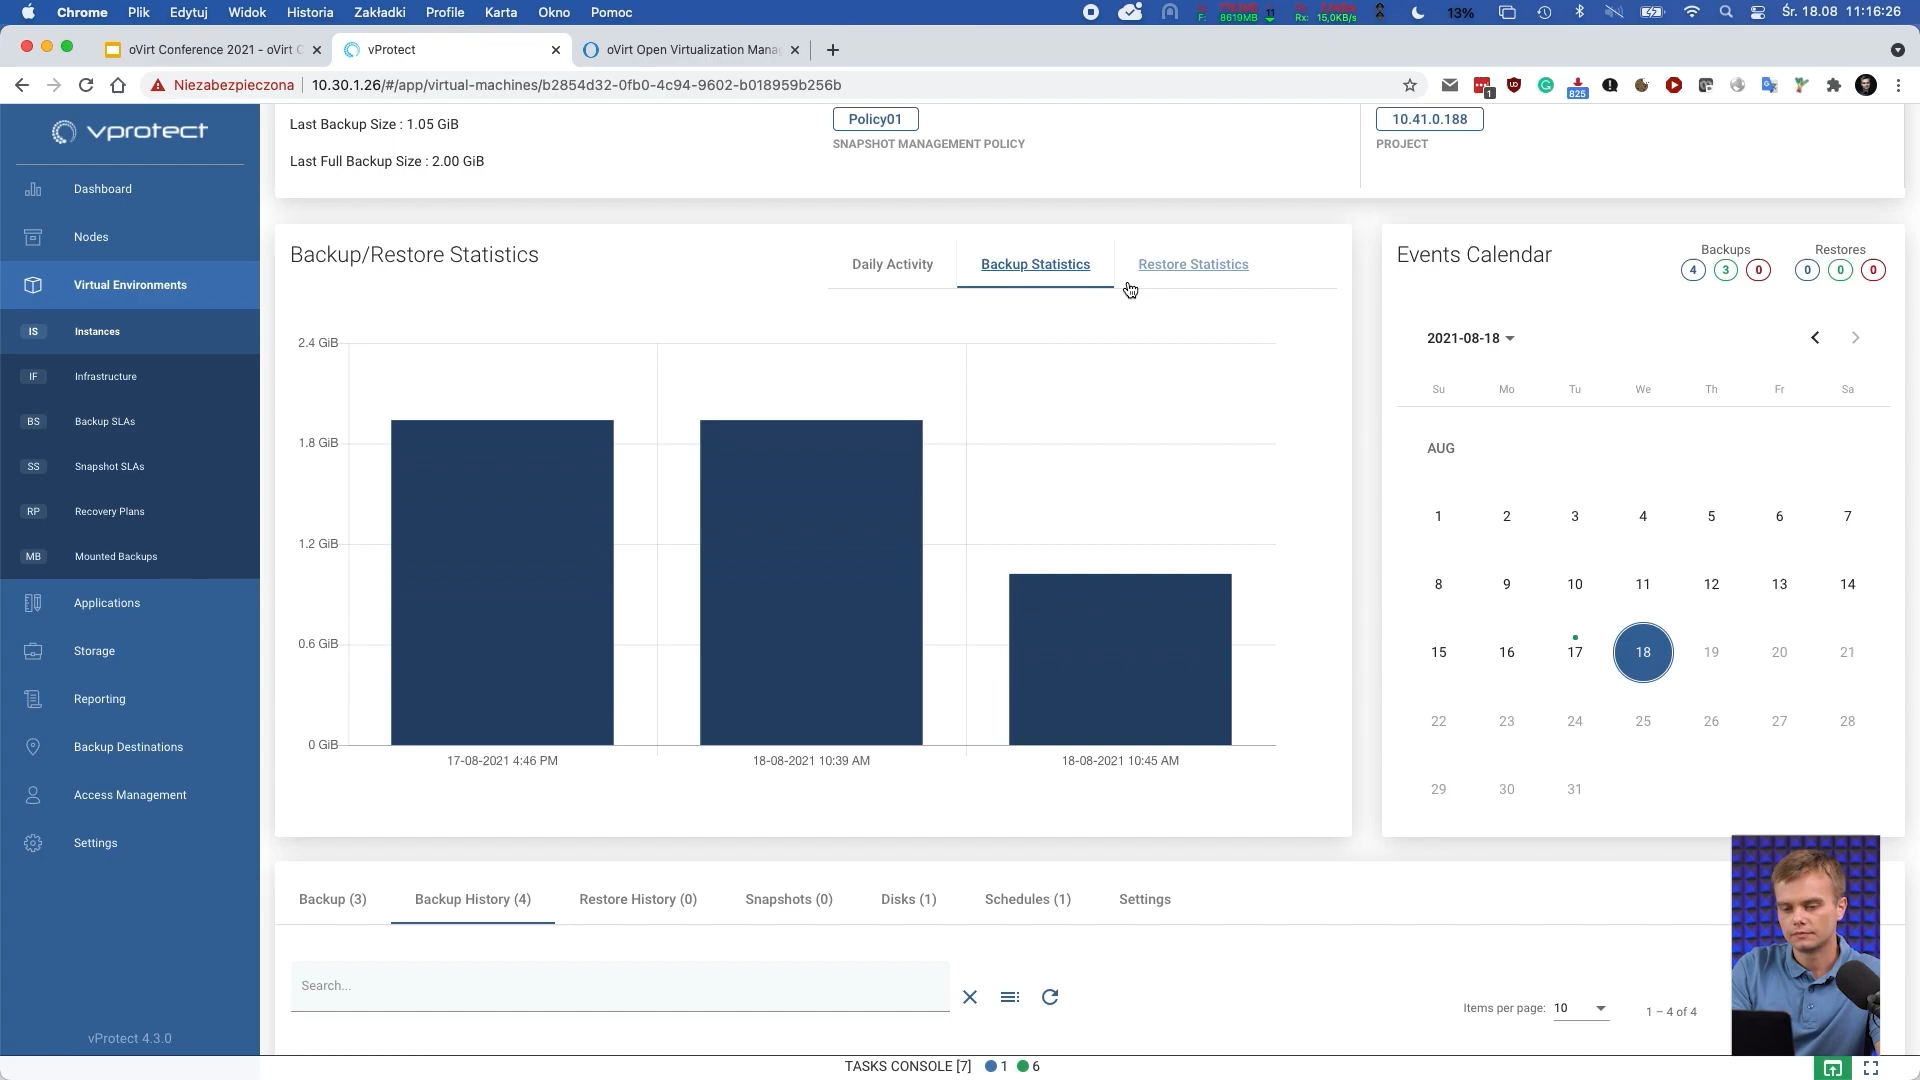 Chrome Plik Edytuj Widok Historia Zakładki Profile Karta Okno Pomoc
F: 8619MB 11 Rx: 15,0KB/s 13% Śr. 18.08 11:16:26
oVirt Conference 2021 - oVirt C
vProtect
oVirt Open Virtualization Mana
Niezabezpieczona 10.30.1.26/#/app/virtual-machines/b2854d32-0fb0-4c94-9602-b018959b256b
1
825
vprotect
Dashboard
Nodes
Virtual Environments
IS Instances
IF Infrastructure
BS Backup SLAs
SS Snapshot SLAs
RP Recovery Plans
MB Mounted Backups
Applications
Storage
Reporting
Backup Destinations
Access Management
Settings
vProtect 4.3.0
Last Backup Size : 1.05 GiB
Last Full Backup Size : 2.00 GiB
Policy01
SNAPSHOT MANAGEMENT POLICY
10.41.0.188
PROJECT
Backup/Restore Statistics
Daily Activity Backup Statistics Restore Statistics
2.4 GiB
1.8 GiB
1.2 GiB
0.6 GiB
0 GiB
17-08-2021 4:46 PM 18-08-2021 10:39 AM 18-08-2021 10:45 AM
Events Calendar
Backups
4 3 0
Restores
0 0 0
2021-08-18
Su Mo Tu We Th Fr Sa
AUG
1 2 3 4 5 6 7
8 9 10 11 12 13 14
15 16 17 18 19 20 21
22 23 24 25 26 27 28
29 30 31
Backup (3) Backup History (4) Restore History (0) Snapshots (0) Disks (1) Schedules (1) Settings
Search...
Items per page: 10 1 – 4 of 4
TASKS CONSOLE [7] 1 6